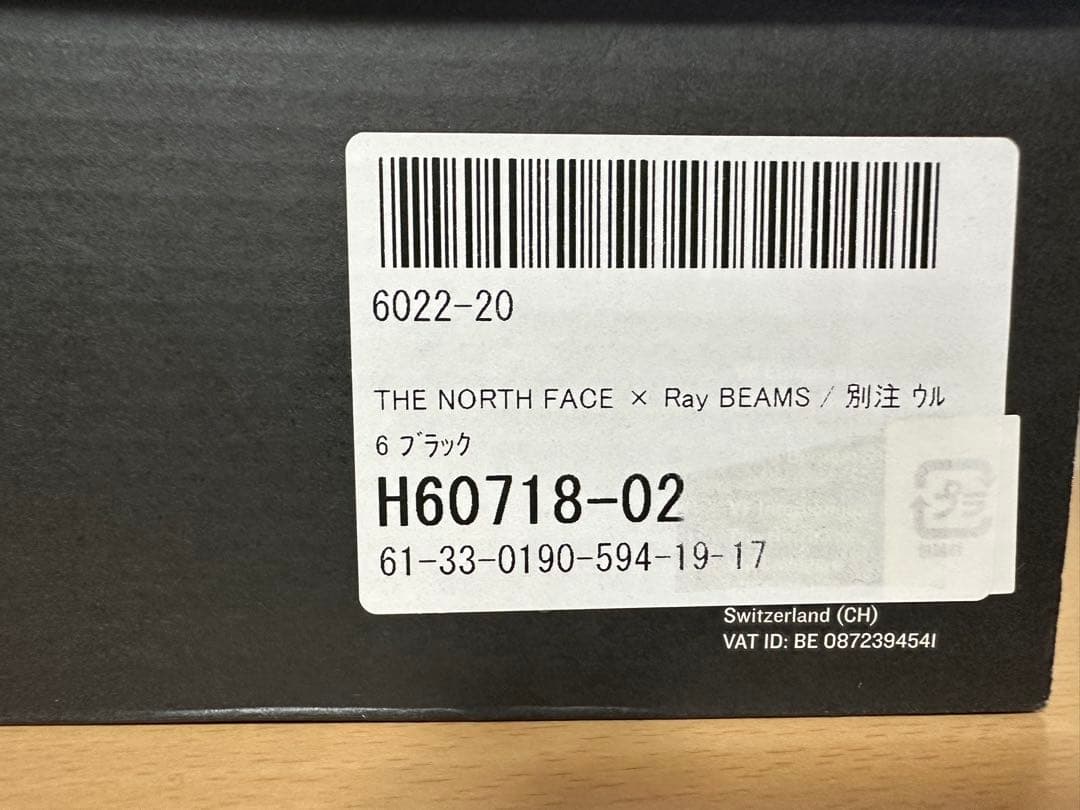 6022-20
THE NORTH FACE × Ray BEAMS / 別注 ｳﾙ
6 ﾌﾞﾗｯｸ
H60718-02
61-33-0190-594-19-17
Switzerland (CH)
VAT ID: BE 0872394541